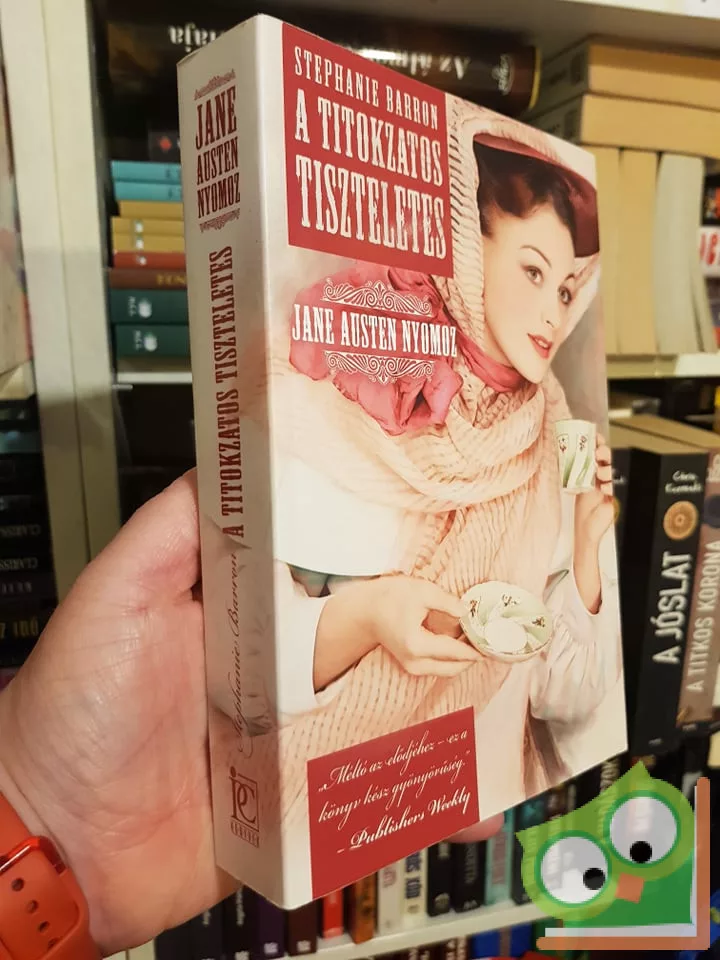 STEPHANIE BARRON
A TITOKZATOS
TISZTELETES
JANE AUSTEN NYOMOZ
„Méltó az elődjéhez – ez a
könyv kész gyönyörűség."
– Publishers Weekly
JANE
AUSTEN
NYOMOZ
A TITOKZATOS TISZTELETES
Stephanie Barron
A JÓSLAT
A TITKOS KORONA